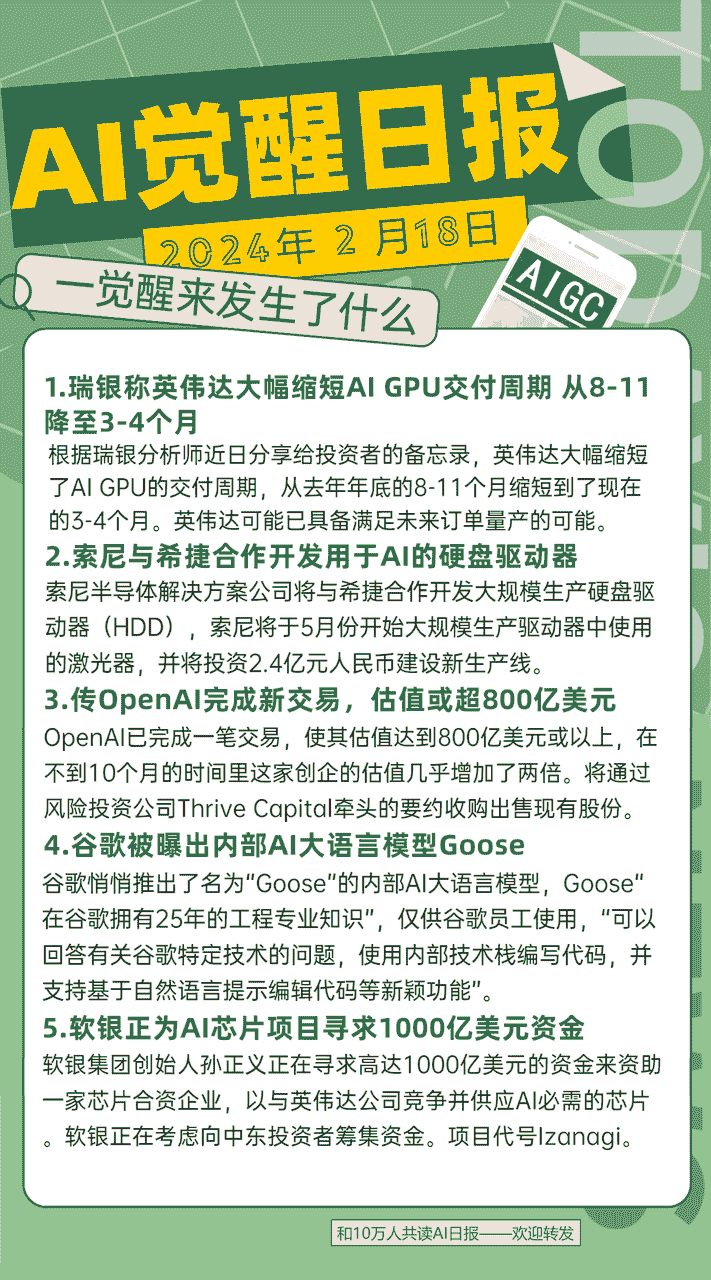 AI觉醒日报
2024年 2 月18日
一觉醒来发生了什么
AIGC
1.瑞银称英伟达大幅缩短AI GPU交付周期 从8-11
降至3-4个月
根据瑞银分析师近日分享给投资者的备忘录，英伟达大幅缩短
了AI GPU的交付周期，从去年年底的8-11个月缩短到了现在
的3-4个月。英伟达可能已具备满足未来订单量产的可能。
2.索尼与希捷合作开发用于AI的硬盘驱动器
索尼半导体解决方案公司将与希捷合作开发大规模生产硬盘驱
动器（HDD），索尼将于5月份开始大规模生产驱动器中使用
的激光器，并将投资2.4亿元人民币建设新生产线。
3.传OpenAI完成新交易，估值或超800亿美元
OpenAI已完成一笔交易，使其估值达到800亿美元或以上，在
不到10个月的时间里这家创企的估值几乎增加了两倍。将通过
风险投资公司Thrive Capital牵头的要约收购出售现有股份。
4.谷歌被曝出内部AI大语言模型Goose
谷歌悄悄推出了名为“Goose”的内部AI大语言模型，Goose“
在谷歌拥有25年的工程专业知识”，仅供谷歌员工使用，“可以
回答有关谷歌特定技术的问题，使用内部技术栈编写代码，并
支持基于自然语言提示编辑代码等新颖功能”。
5.软银正为AI芯片项目寻求1000亿美元资金
软银集团创始人孙正义正在寻求高达1000亿美元的资金来资助
一家芯片合资企业，以与英伟达公司竞争并供应AI必需的芯片
。软银正在考虑向中东投资者筹集资金。项目代号Izanagi。
和10万人共读AI日报——欢迎转发